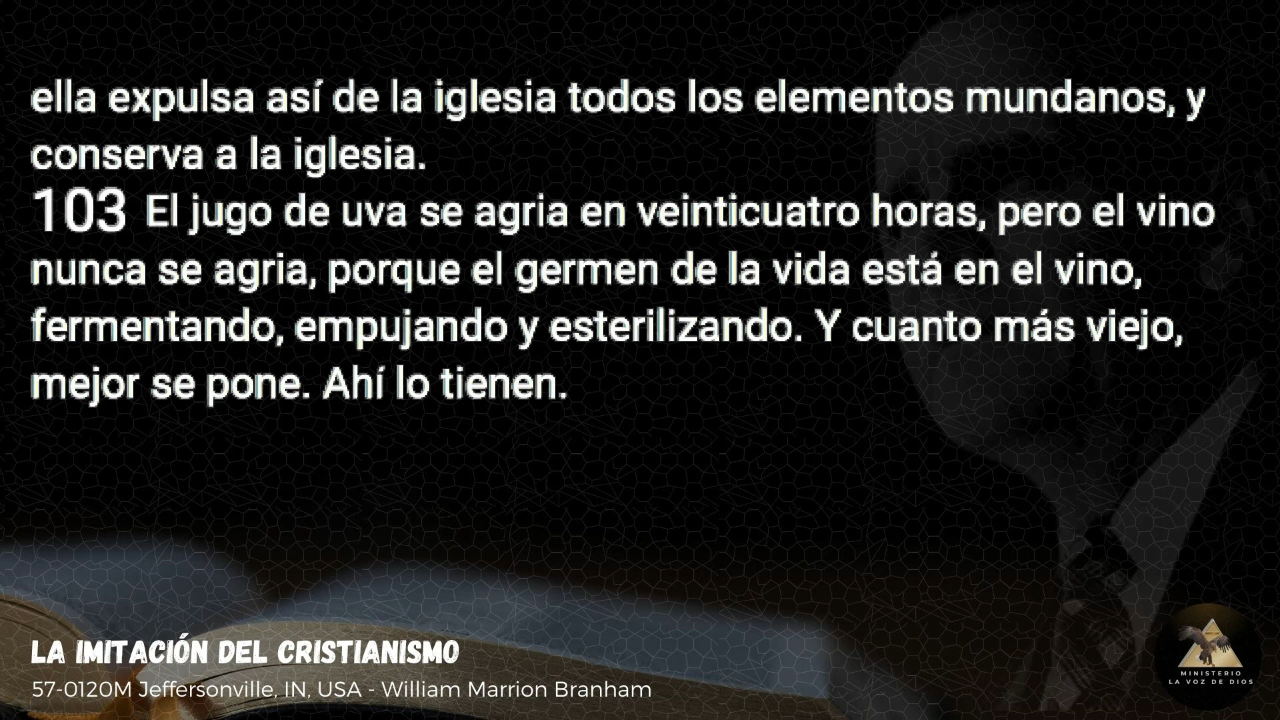 ella expulsa así de la iglesia todos los elementos mundanos, y
conserva a la iglesia.
103 El jugo de uva se agria en veinticuatro horas, pero el vino
nunca se agria, porque el germen de la vida está en el vino,
fermentando, empujando y esterilizando. Y cuanto más viejo,
mejor se pone. Ahí lo tienen.
LA IMITACIÓN DEL CRISTIANISMO
57-0120M Jeffersonville, IN, USA - William Marrion Branham
MINISTERIO
LA VOZ DE DIOS